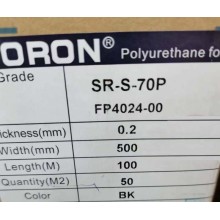 ORON®
Polyurethane fo
Grade SR-S-70P
FP4024-00
ickness(mm) 0.2
Width(mm) 500
Length(M) 100
Quantity(M2) 50
Color BK